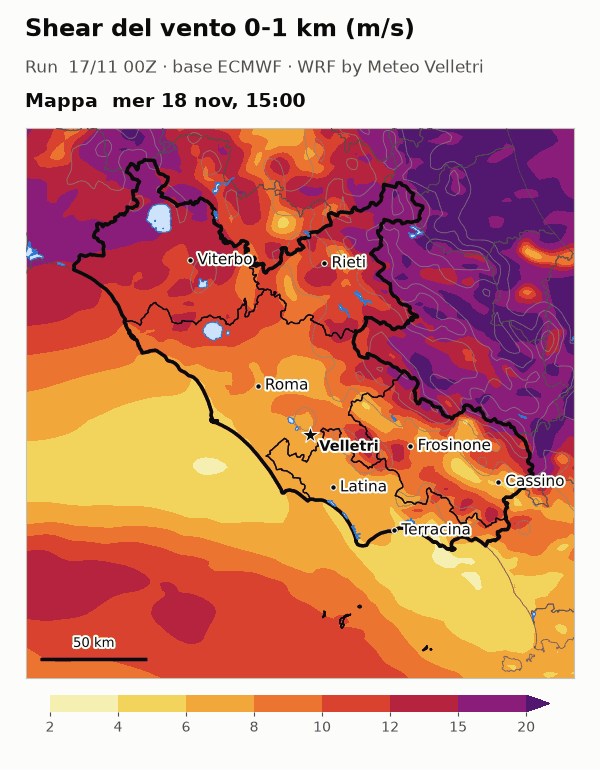 Shear del vento 0-1 km (m/s)
Run  17/11 00Z · base ECMWF · WRF by Meteo Velletri
Mappa  mer 18 nov, 15:00
Viterbo
Rieti
Roma
Velletri
Frosinone
Cassino
Latina
Terracina
50 km
2 4 6 8 10 12 15 20